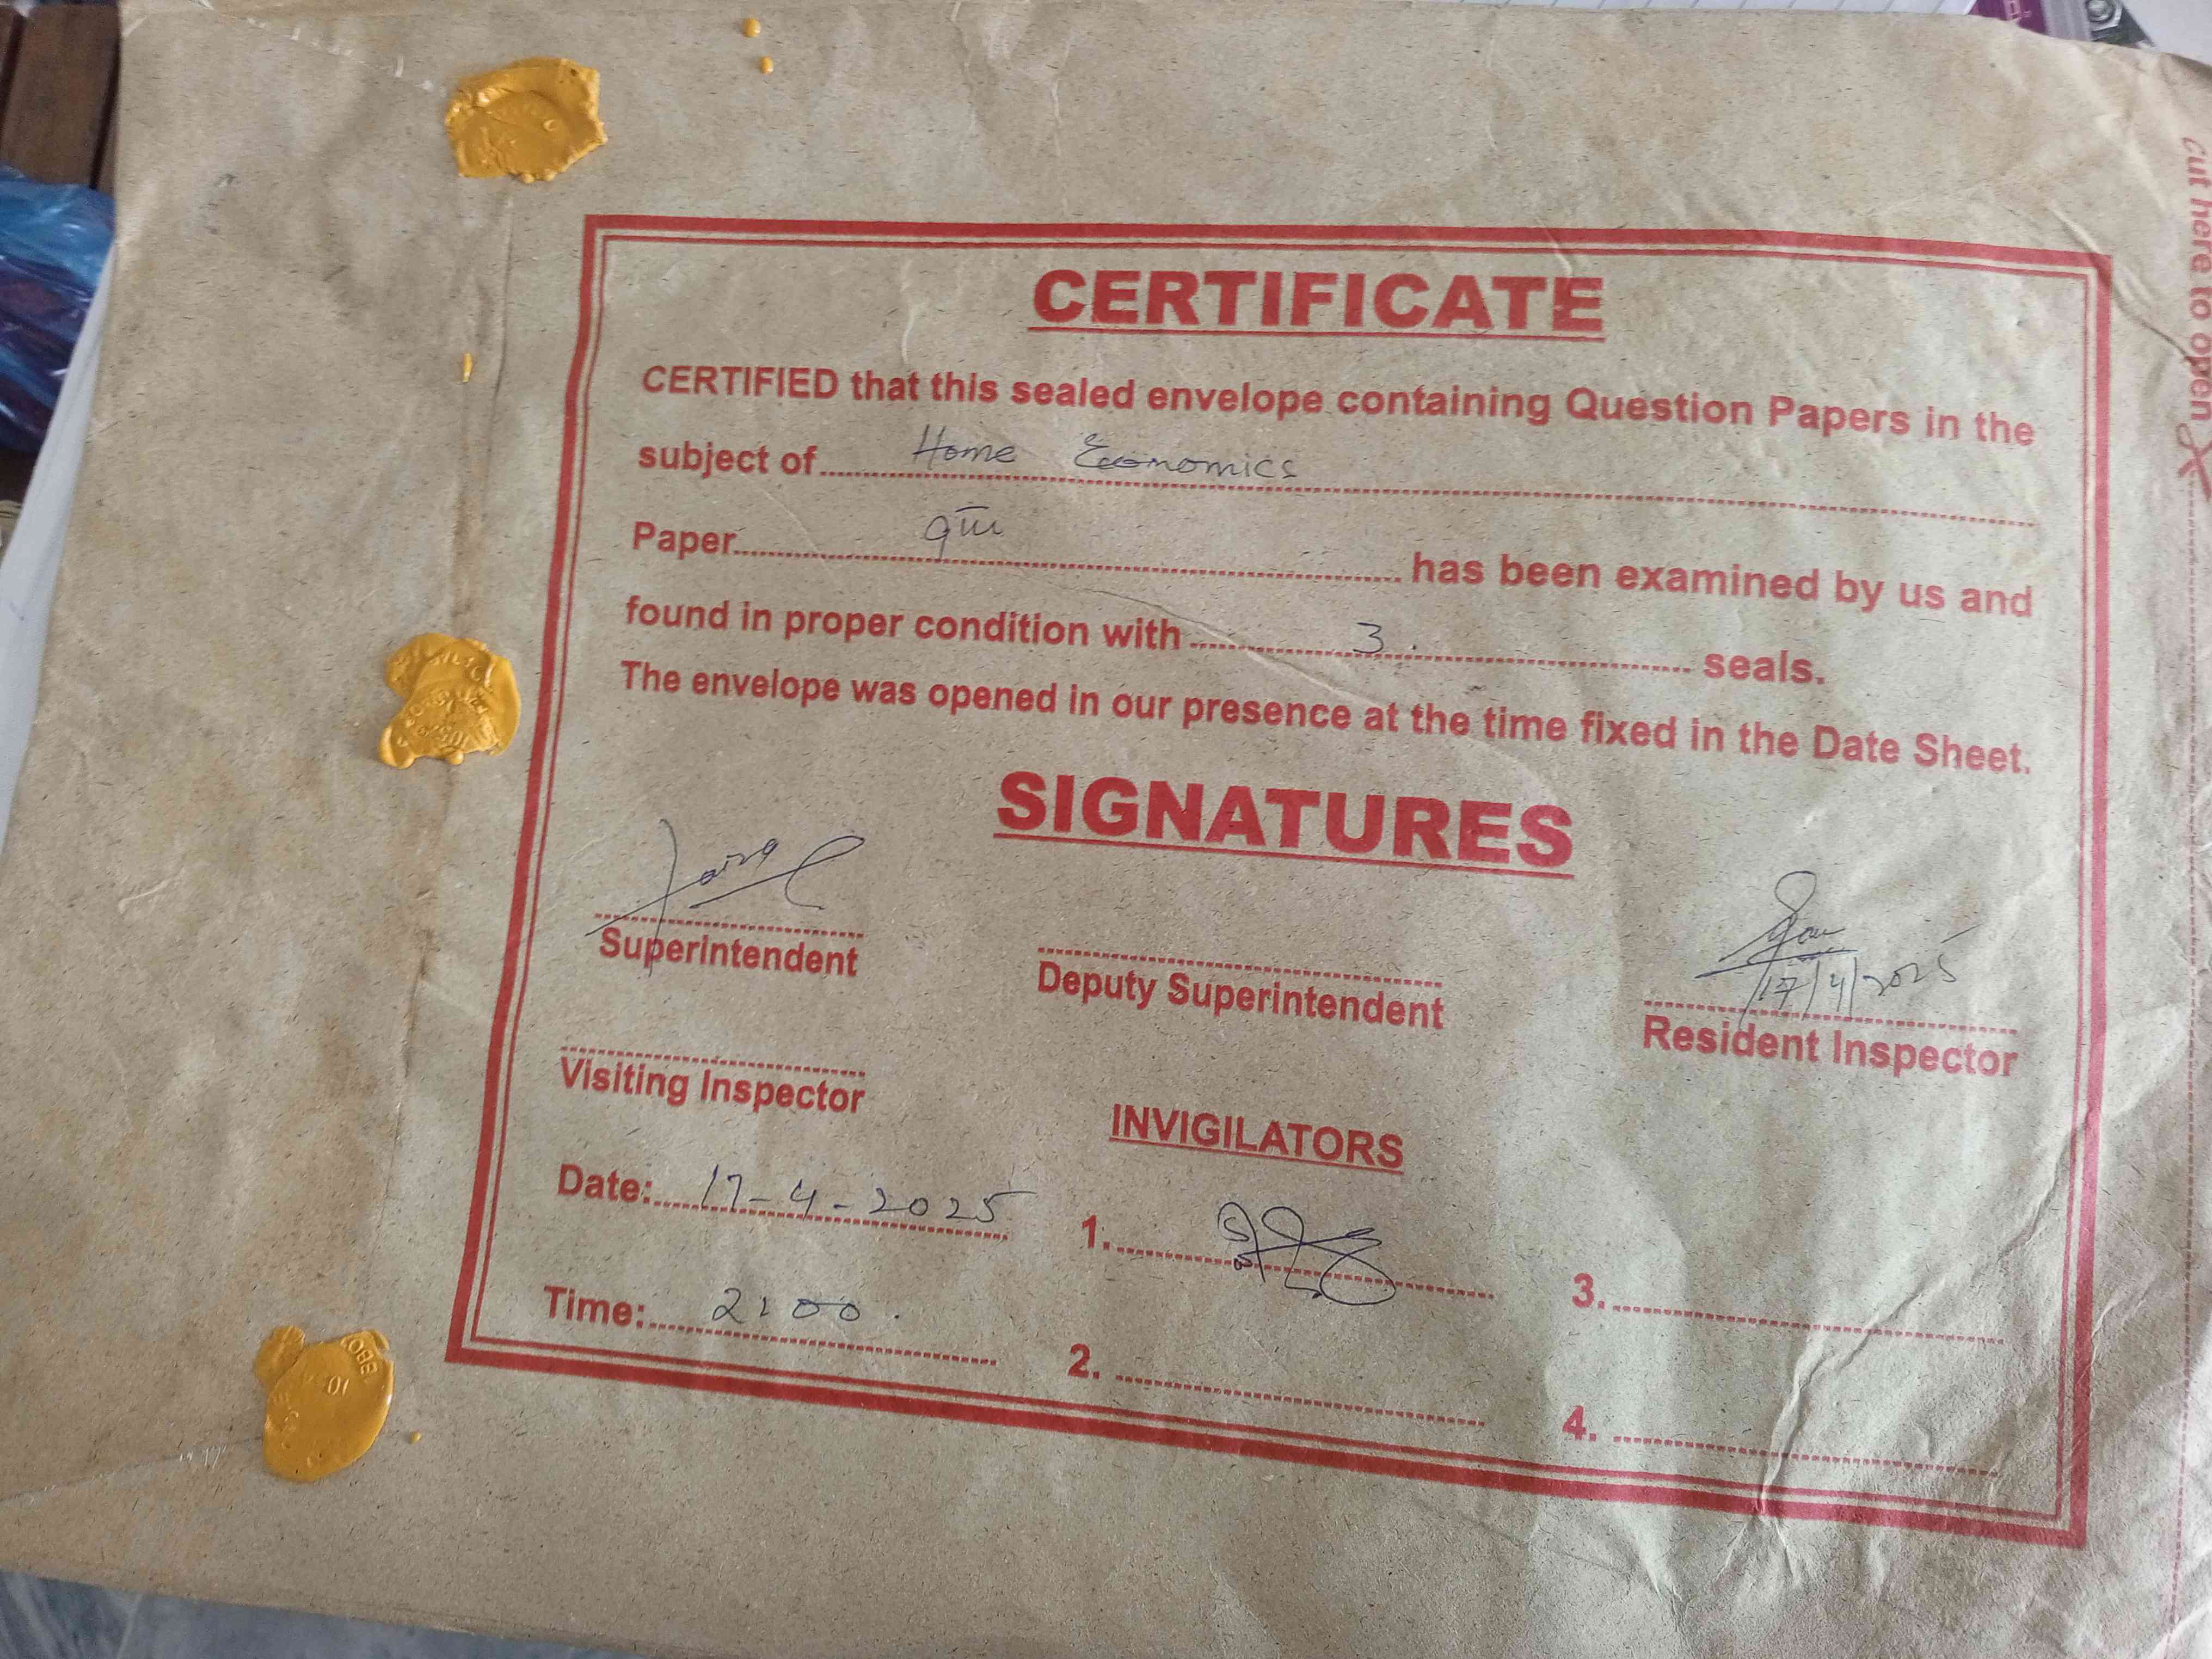 CERTIFICATE
CERTIFIED that this sealed envelope containing Question Papers in the
subject of Home Economics
Paper 9th has been examined by us and
found in proper condition with 3 seals.
The envelope was opened in our presence at the time fixed in the Date Sheet.
SIGNATURES
17/4/2025
Superintendent
Deputy Superintendent
Resident Inspector
Visiting Inspector
INVIGILATORS
Date: 17-4-2025
1.
3.
Time: 2:00
2.
4.
cut here to open